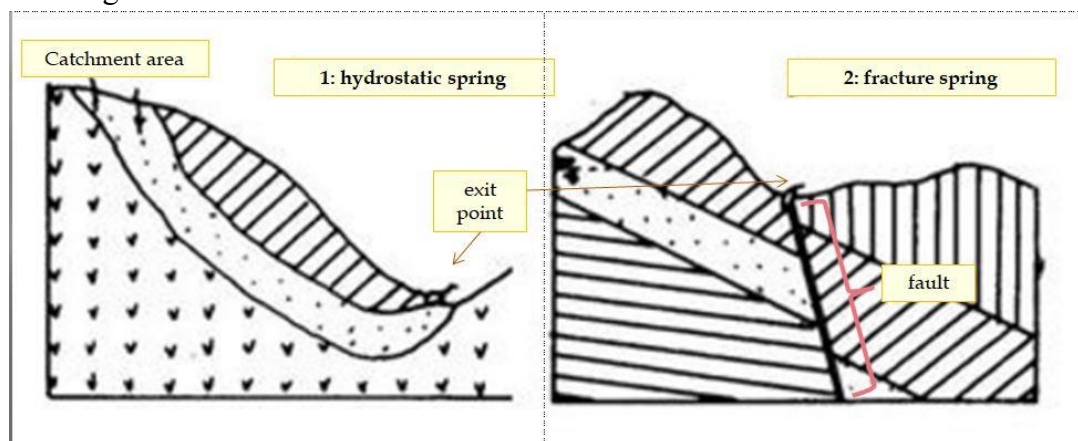 Catchment area
1: hydrostatic spring
2: fracture spring
exit
point
fault